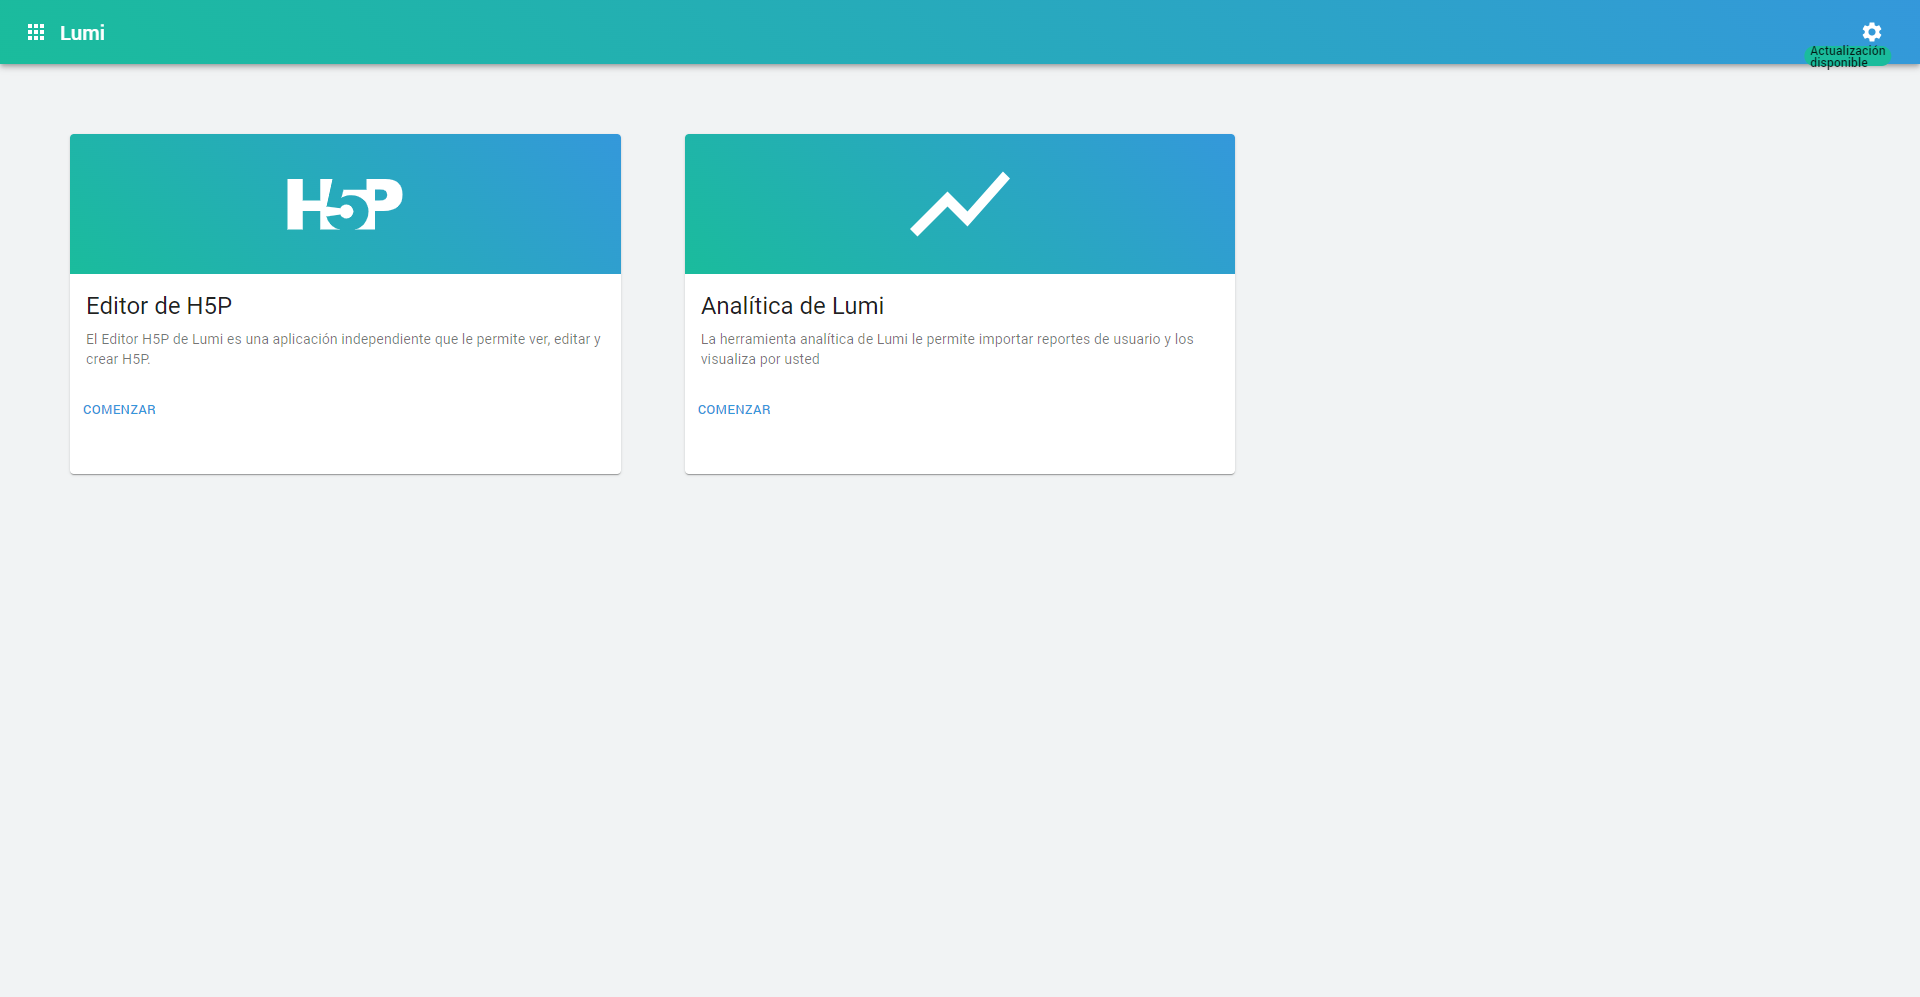 Lumi
Actualización
disponible
H5P
Editor de H5P
El Editor H5P de Lumi es una aplicación independiente que le permite ver, editar y
crear H5P.
COMENZAR
Analítica de Lumi
La herramienta analítica de Lumi le permite importar reportes de usuario y los
visualiza por usted
COMENZAR